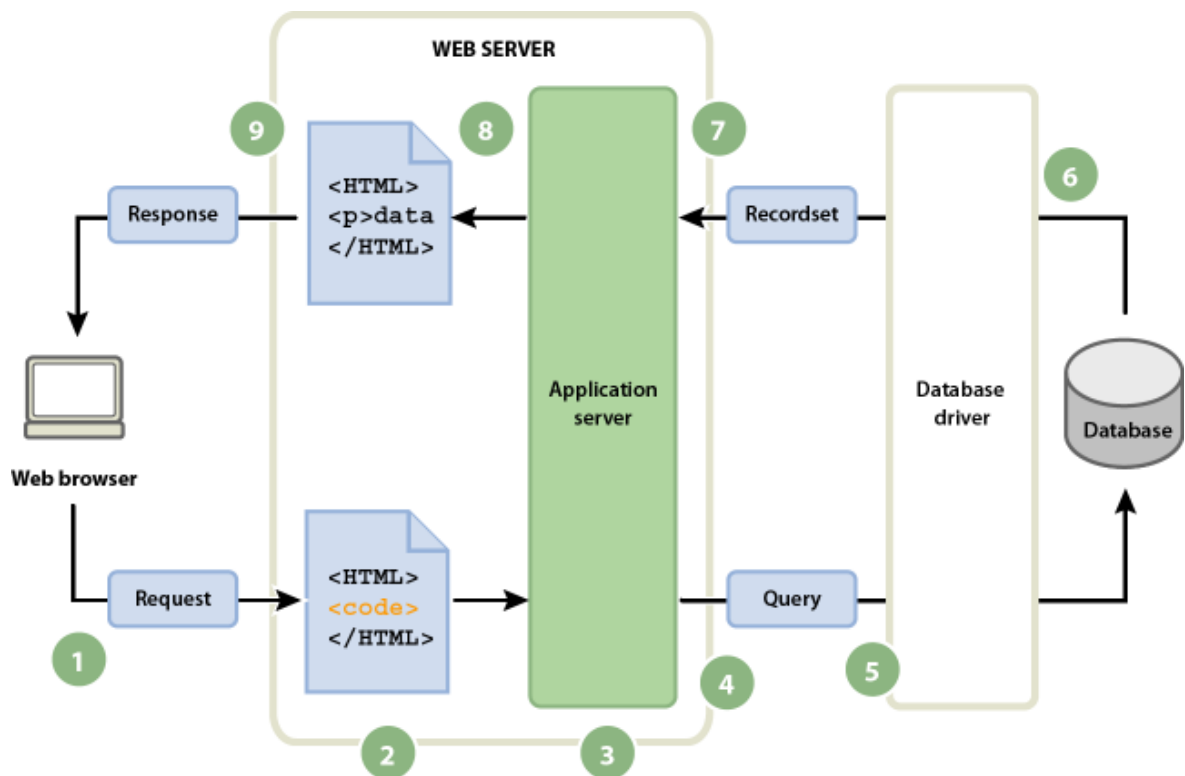 WEB SERVER
9
8
7
6
<HTML>
<p>data
</HTML>
Response
Recordset
Application
server
Database
driver
Database
Web browser
<HTML>
<code>
</HTML>
Request
Query
1
2
3
4
5